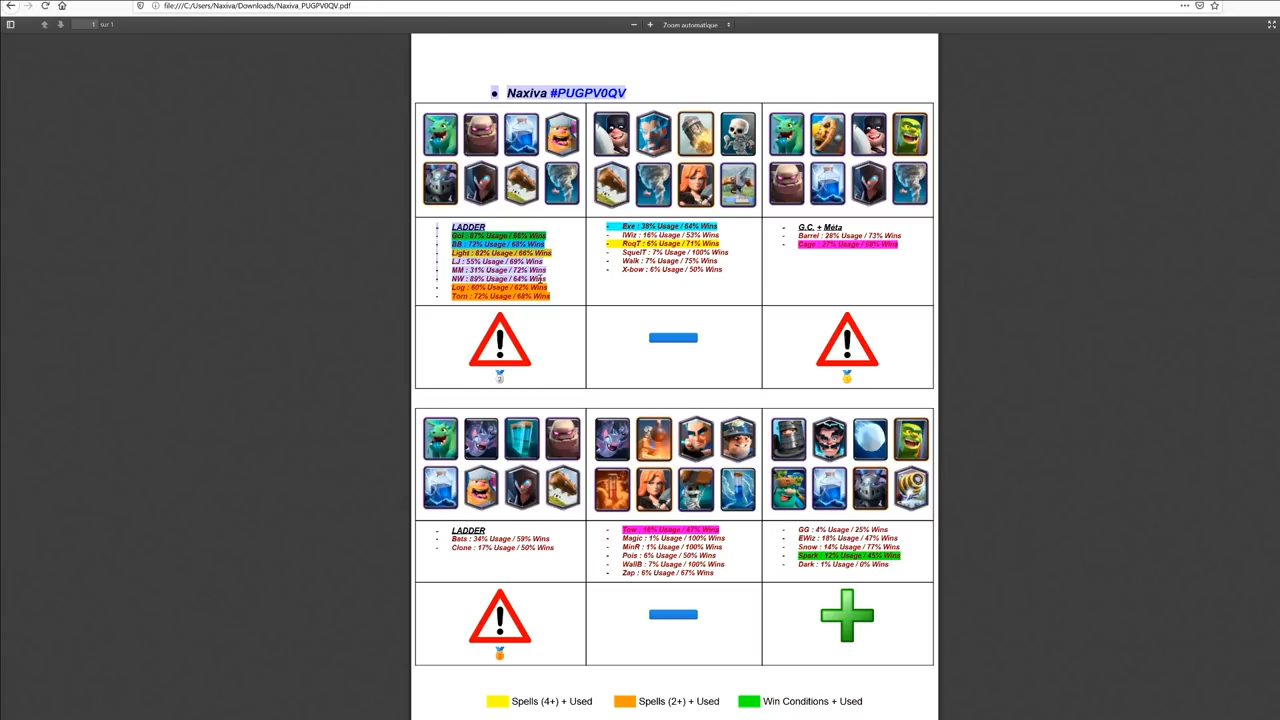 file:///C:/Users/Naxiva/Downloads/Naxiva_PUGPV0QV.pdf
1 sur 1
Zoom automatique
Naxiva #PUGPV0QV
LADDER
Gol : 87% Usage / 66% Wins
BB : 72% Usage / 68% Wins
Light : 82% Usage / 66% Wins
LJ : 55% Usage / 69% Wins
MM : 31% Usage / 72% Wins
NW : 89% Usage / 64% Wins
Log : 60% Usage / 62% Wins
Torn : 72% Usage / 68% Wins
Exe : 38% Usage / 64% Wins
IWiz : 16% Usage / 53% Wins
RoqT : 6% Usage / 71% Wins
SquelT : 7% Usage / 100% Wins
Walk : 7% Usage / 75% Wins
X-bow : 6% Usage / 50% Wins
G.C. + Méta
Barrel : 28% Usage / 73% Wins
Cage : 27% Usage / 68% Wins
LADDER
Bats : 34% Usage / 59% Wins
Clone : 17% Usage / 50% Wins
Tow : 16% Usage / 47% Wins
Magic : 1% Usage / 100% Wins
MinR : 1% Usage / 100% Wins
Pois : 6% Usage / 50% Wins
WallB : 7% Usage / 100% Wins
Zap : 6% Usage / 67% Wins
GG : 4% Usage / 25% Wins
EWiz : 18% Usage / 47% Wins
Snow : 14% Usage / 77% Wins
Spark : 12% Usage / 45% Wins
Dark : 1% Usage / 0% Wins
Spells (4+) + Used
Spells (2+) + Used
Win Conditions + Used